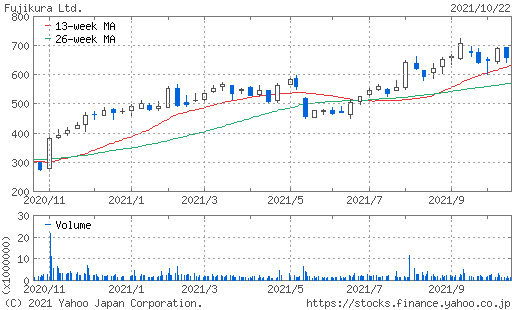 Fujikura Ltd. 2021/10/22
800
13-week MA
26-week MA
700
600
500
400
300
200
2020/11 2021/1 2021/3 2021/5 2021/7 2021/9
30
Volume
20
10
0
(x1000000)
2020/11 2021/1 2021/3 2021/5 2021/7 2021/9
(C) 2021 Yahoo Japan Corporation. https://stocks.finance.yahoo.co.jp/